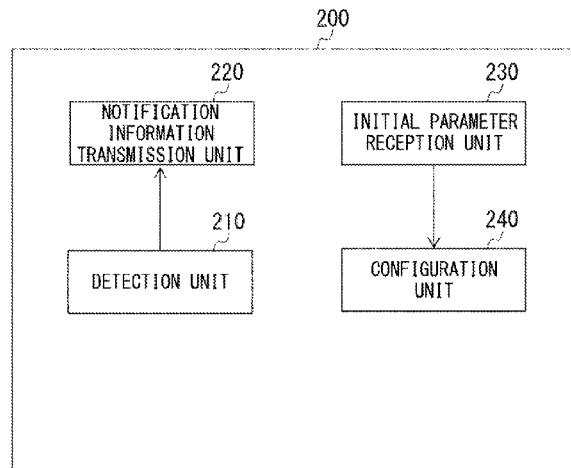 200
220
NOTIFICATION
INFORMATION
TRANSMISSION UNIT
230
INITIAL PARAMETER
RECEPTION UNIT
210
DETECTION UNIT
240
CONFIGURATION
UNIT